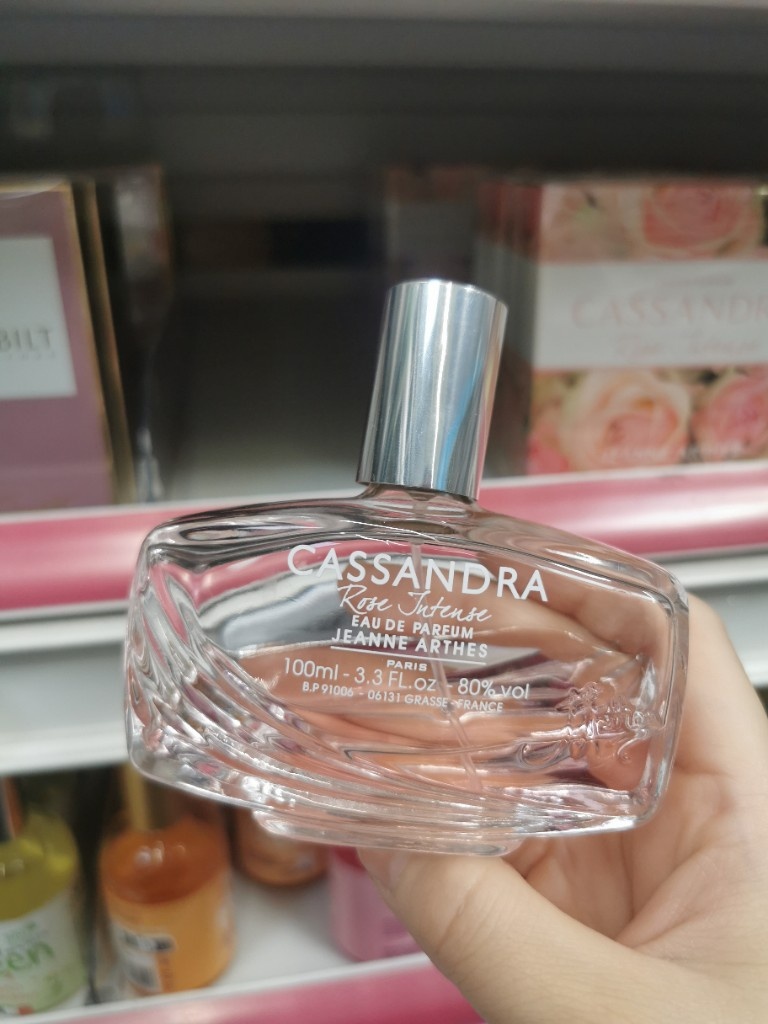 BILT
CASSANDR
CASSANDRA
Rose Intense
EAU DE PARFUM
JEANNE ARTHES
PARIS
100ml - 3.3 FL.oz - 80% vol
B.P 91006 - 06131 GRASSE - FRANCE